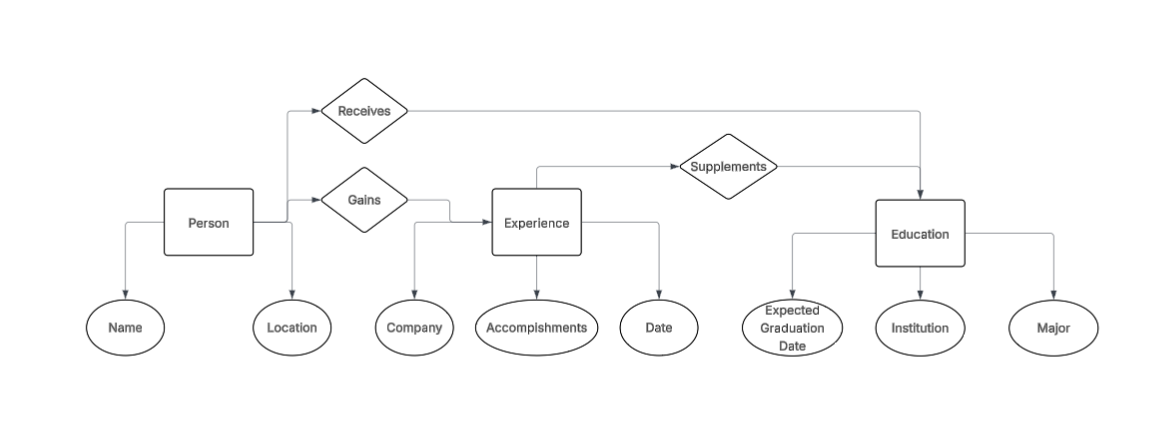 Receives
Supplements
Gains
Person
Experience
Education
Name
Location
Company
Accompishments
Date
Expected
Graduation
Date
Institution
Major